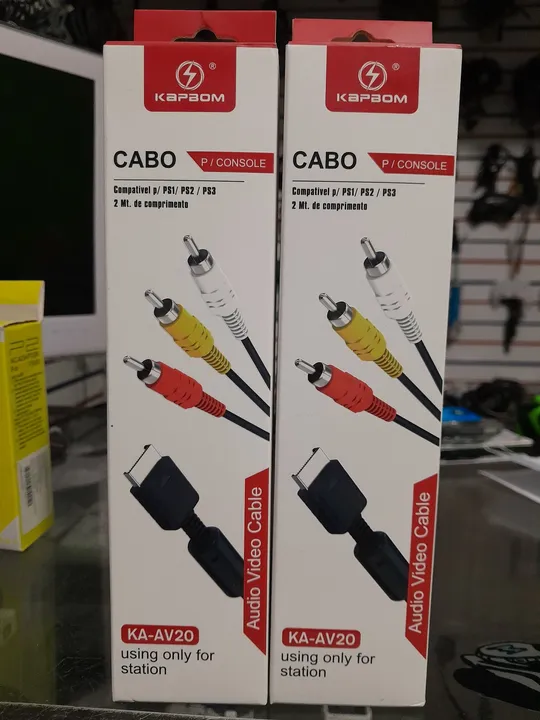 KAPBOM
®
CABO
P / CONSOLE
Compativel p/ PS1/ PS2 / PS3
2 Mt. de comprimento
Audio Video Cable
KA-AV20
using only for
station
KAPBOM
®
CABO
P / CONSOLE
Compativel p/ PS1/ PS2 / PS3
2 Mt. de comprimento
Audio Video Cable
KA-AV20
using only for
station